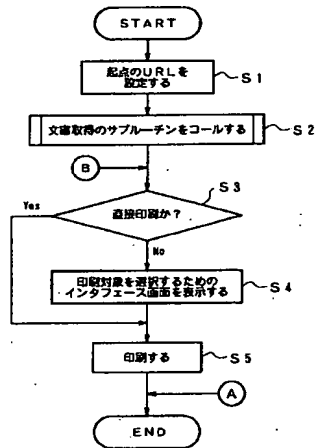 START
起点のURLを
設定する
S1
文書取得のサブルーチンをコールする
S2
B
S3
直接印刷か?
Yes
No
印刷対象を選択するための
インタフェース画面を表示する
S4
印刷する
S5
A
END